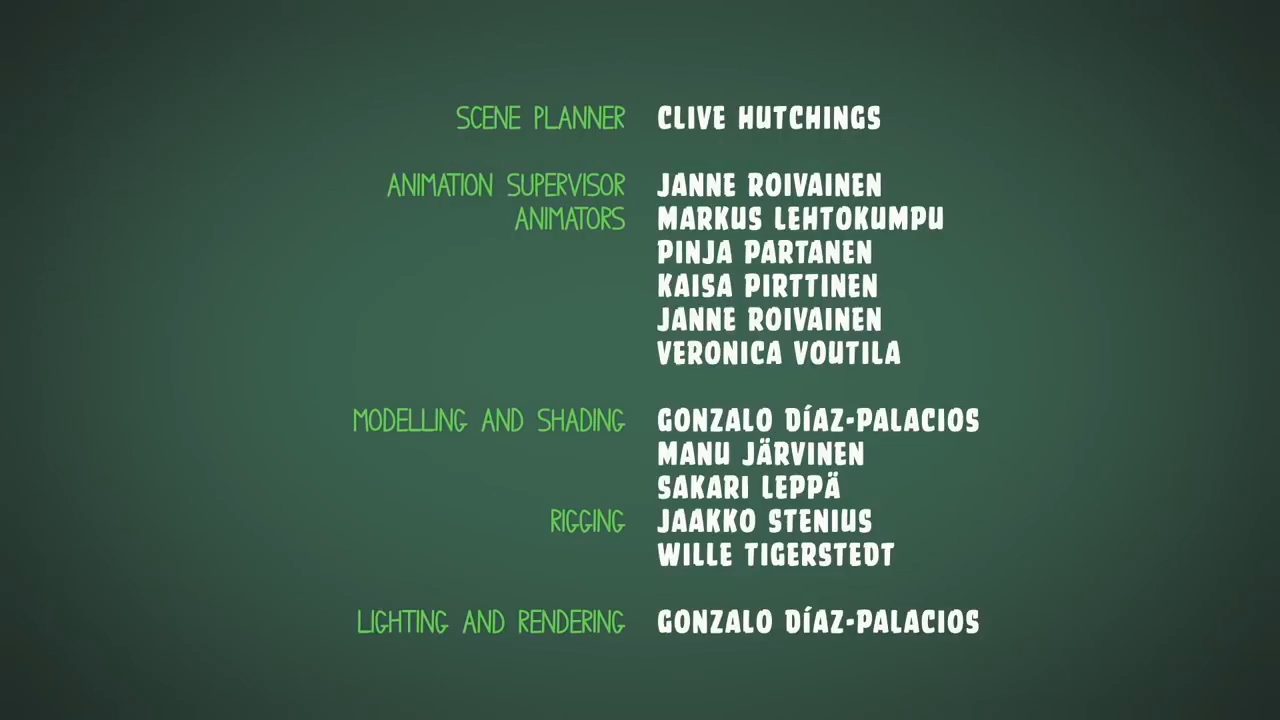 SCENE PLANNER CLIVE HUTCHINGS
ANIMATION SUPERVISOR JANNE ROIVAINEN
ANIMATORS MARKUS LEHTOKUMPU
PINJA PARTANEN
KAISA PIRTTINEN
JANNE ROIVAINEN
VERONICA VOUTILA
MODELLING AND SHADING GONZALO DÍAZ-PALACIOS
MANU JÄRVINEN
SAKARI LEPPÄ
RIGGING JAAKKO STENIUS
WILLE TIGERSTEDT
LIGHTING AND RENDERING GONZALO DÍAZ-PALACIOS